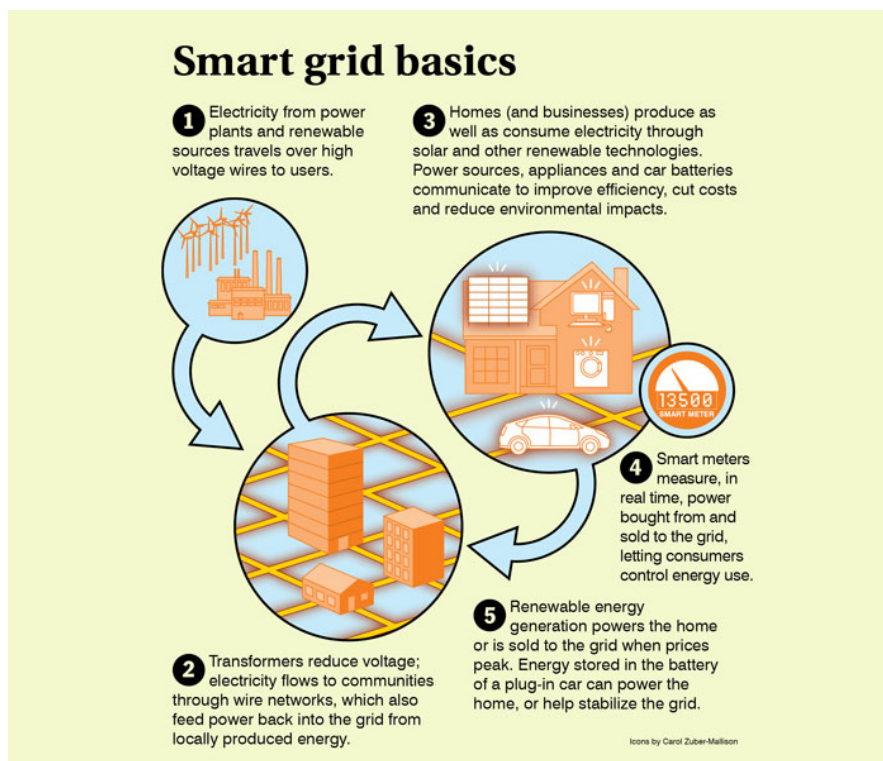 Smart grid basics
1 Electricity from power
plants and renewable
sources travels over high
voltage wires to users.
3 Homes (and businesses) produce as
well as consume electricity through
solar and other renewable technologies.
Power sources, appliances and car batteries
communicate to improve efficiency, cut costs
and reduce environmental impacts.
13500
SMART METER
4 Smart meters
measure, in
real time, power
bought from and
sold to the grid,
letting consumers
control energy use.
2 Transformers reduce voltage;
electricity flows to communities
through wire networks, which also
feed power back into the grid from
locally produced energy.
5 Renewable energy
generation powers the home
or is sold to the grid when prices
peak. Energy stored in the battery
of a plug-in car can power the
home, or help stabilize the grid.
Icons by Carol Zuber-Mallison